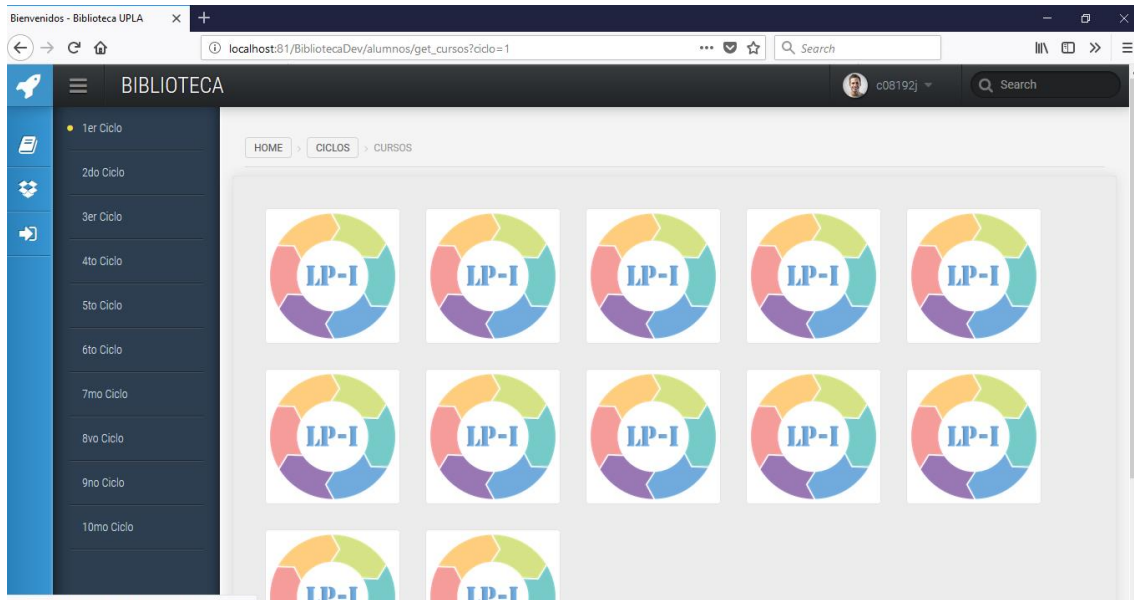 Bienvenidos - Biblioteca UPLA
localhost:81/BibliotecaDev/alumnos/get_cursos?ciclo=1
Search
BIBLIOTECA
c08192j
Search
1er Ciclo
2do Ciclo
3er Ciclo
4to Ciclo
5to Ciclo
6to Ciclo
7mo Ciclo
8vo Ciclo
9no Ciclo
10mo Ciclo
HOME > CICLOS > CURSOS
LP-I LP-I LP-I LP-I LP-I
LP-I LP-I LP-I LP-I LP-I
LP-I LP-I